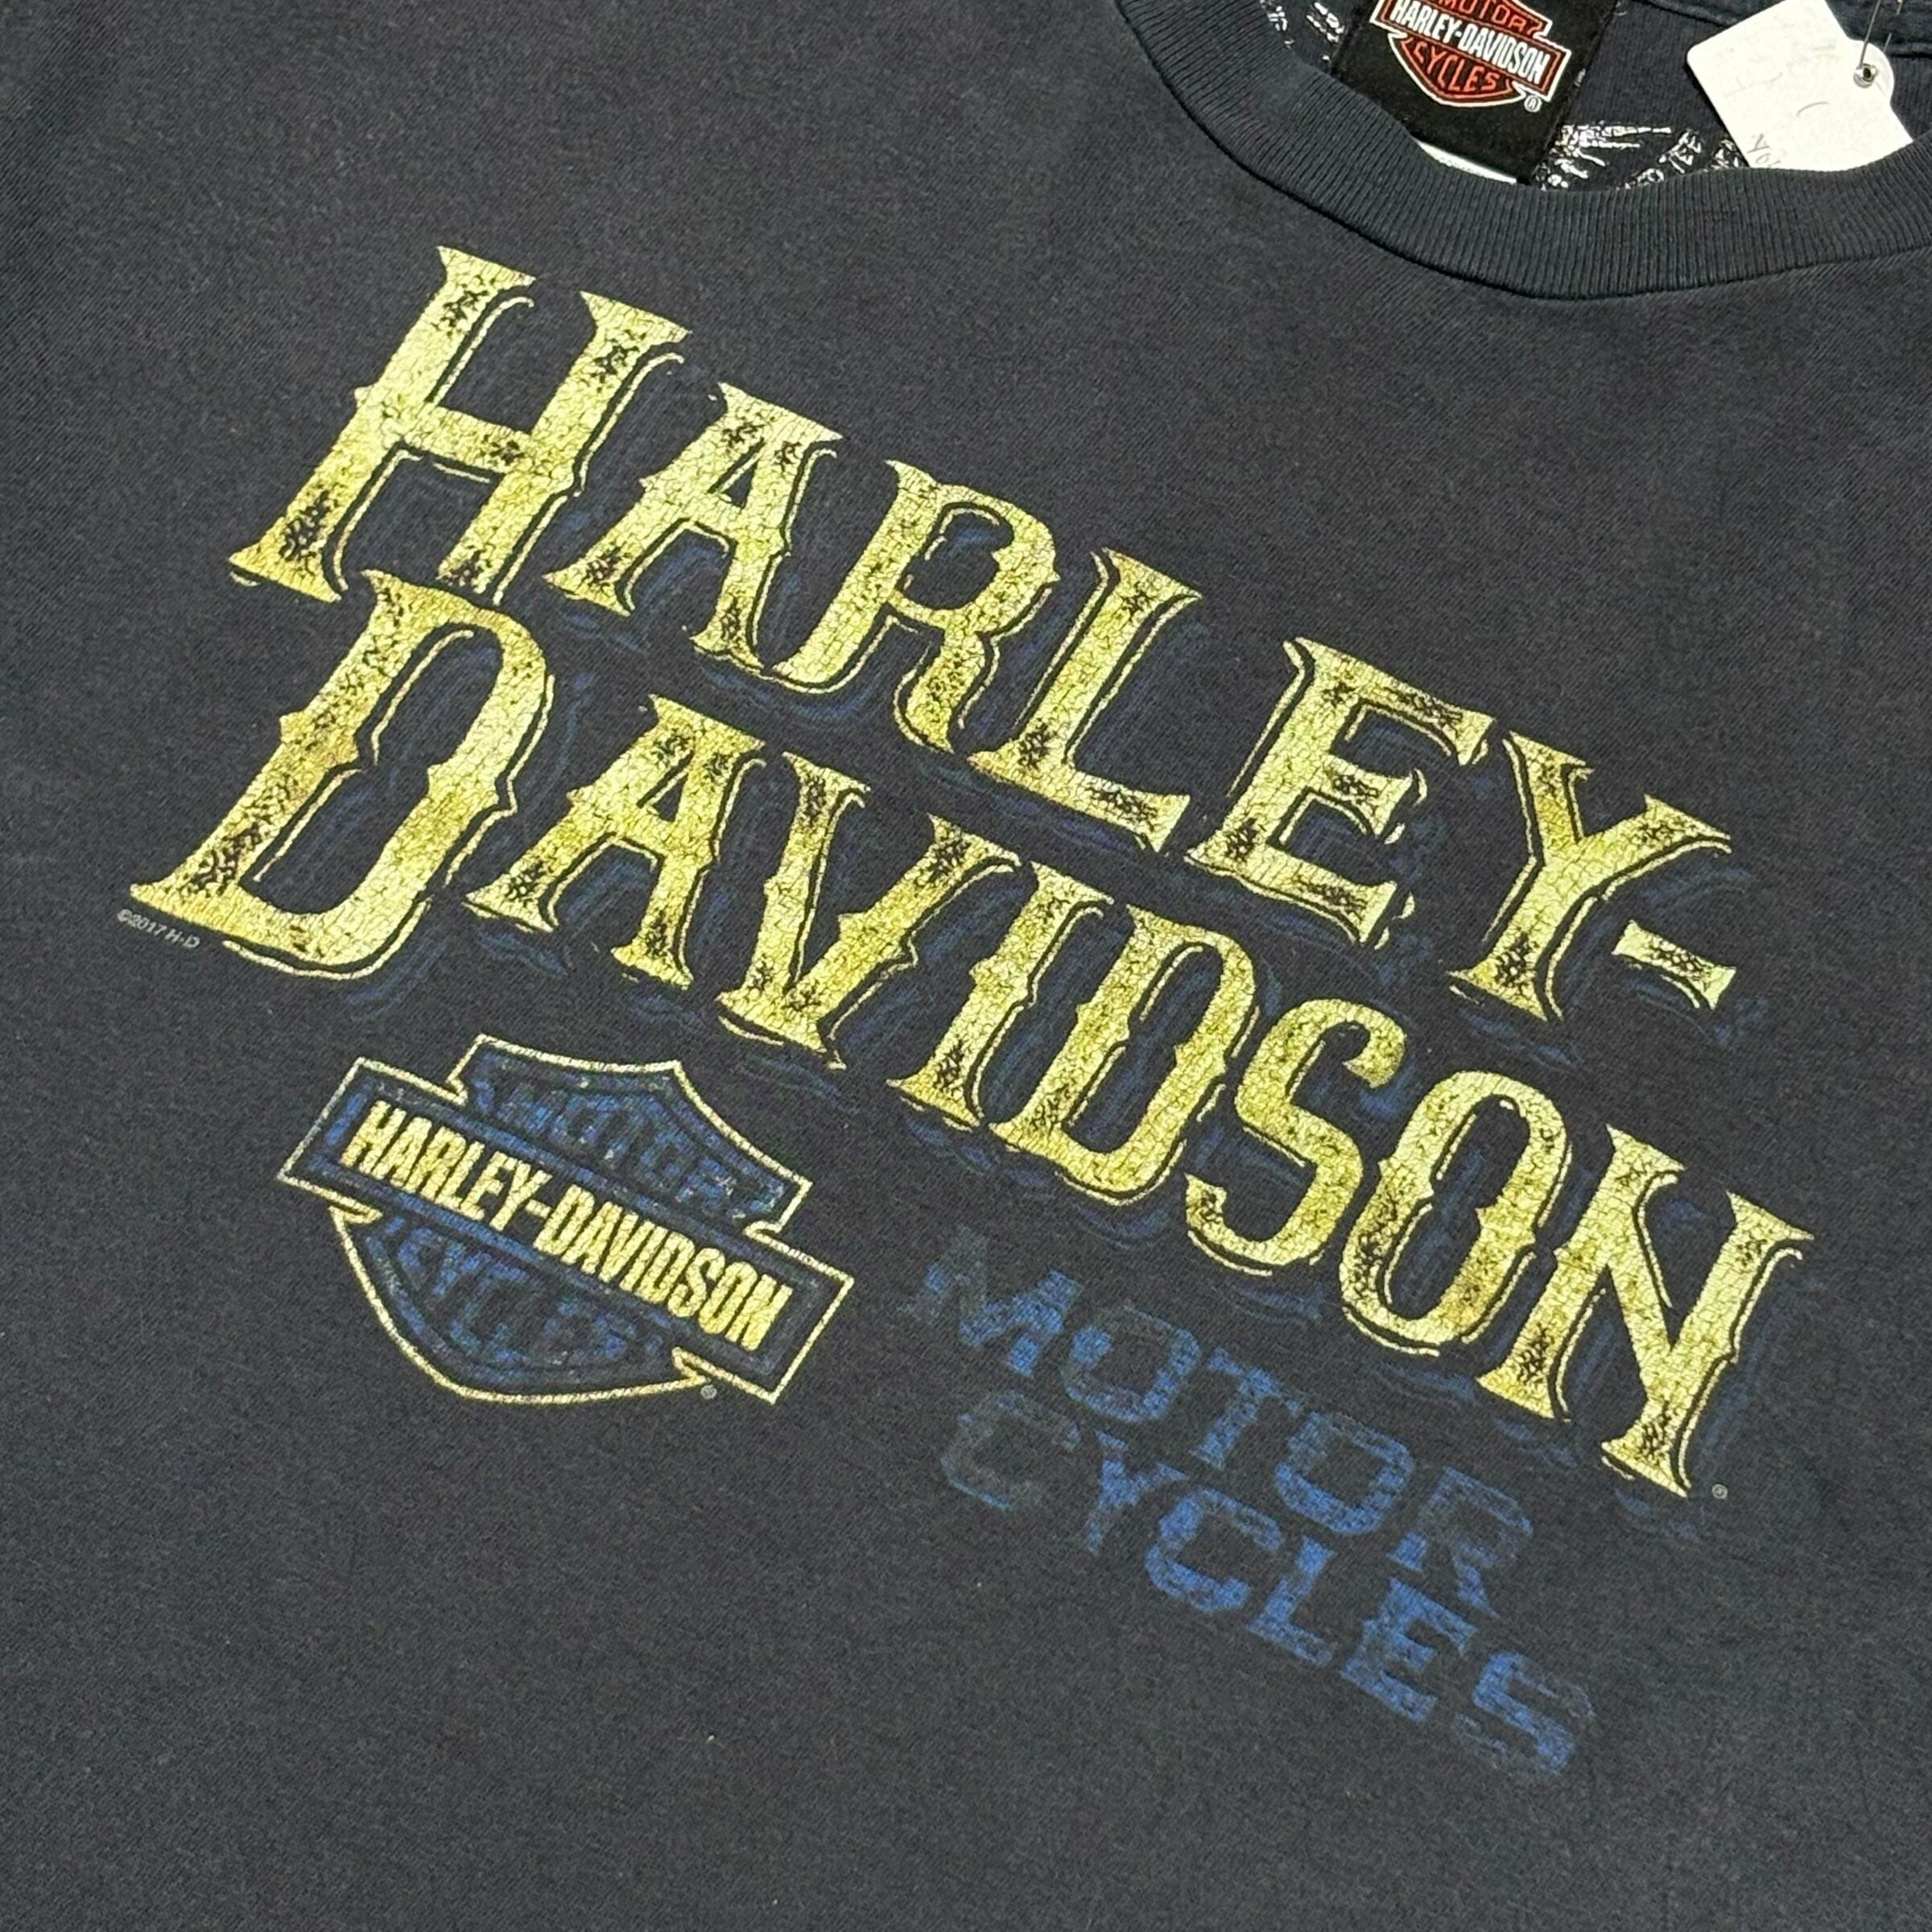 MOTOR
HARLEY-DAVIDSON
CYCLES
®
HARLEY-
DAVIDSON
®
©2017 H-D
MOTOR
HARLEY-DAVIDSON
CYCLES
®
MOTOR
CYCLES